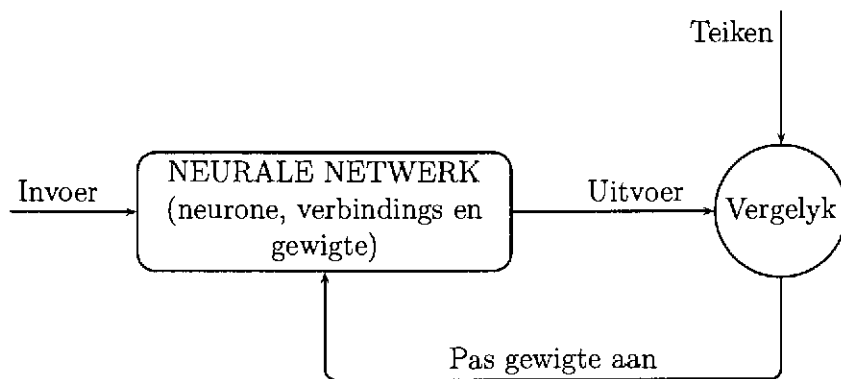 Teiken
Invoer
NEURALE NETWERK
(neurone, verbindings en
gewigte)
Uitvoer
Vergelyk
Pas gewigte aan